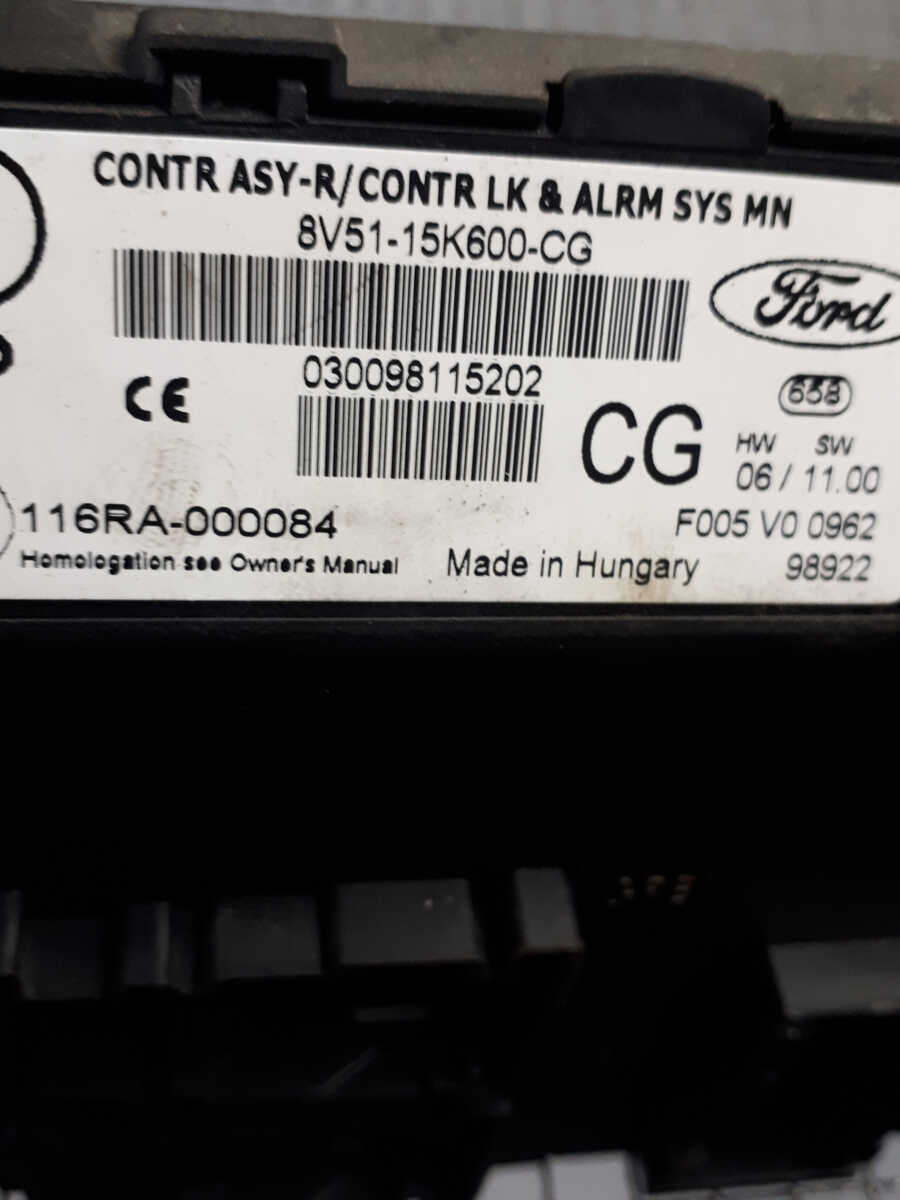 CONTR ASY-R/CONTR LK & ALRM SYS MN
8V51-15K600-CG
Ford
030098115202
CE
CG
HW SW
06 / 11.00
116RA-000084
F005 V0 0962
Homologation see Owner's Manual
Made in Hungary
98922